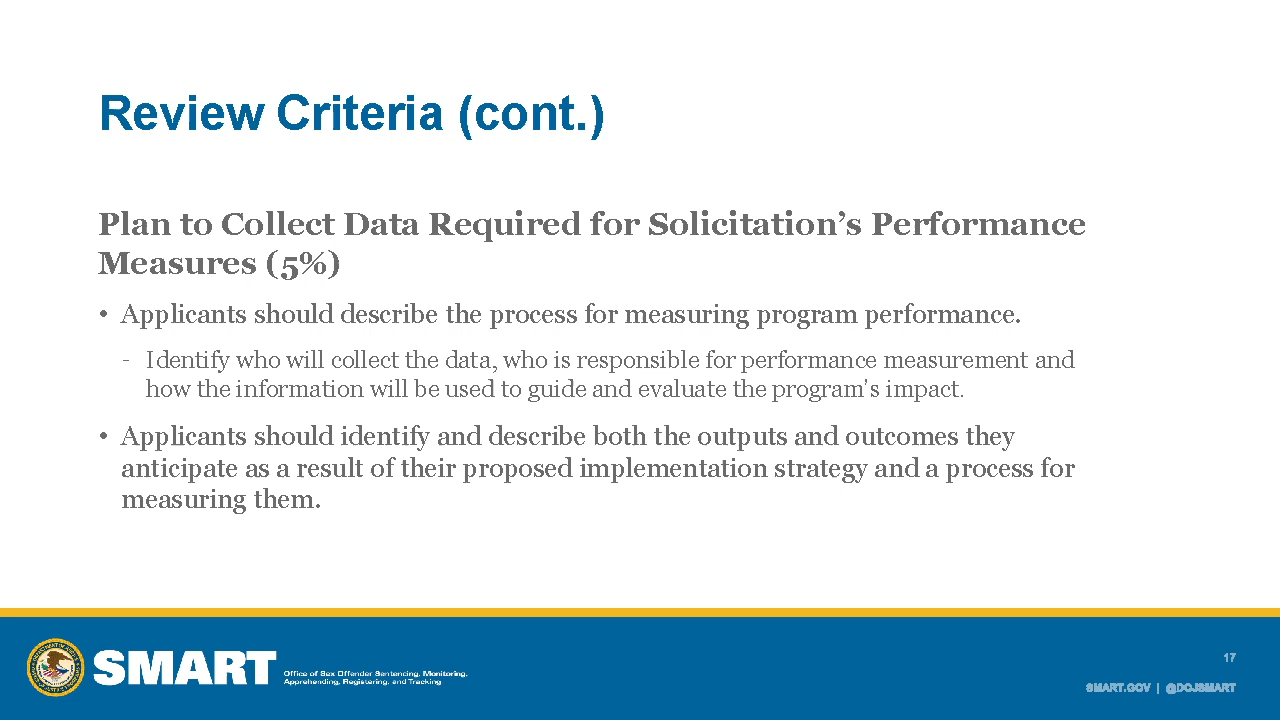 Review Criteria (cont.)
Plan to Collect Data Required for Solicitation’s Performance
Measures (5%)
• Applicants should describe the process for measuring program performance.
- Identify who will collect the data, who is responsible for performance measurement and
how the information will be used to guide and evaluate the program’s impact.
• Applicants should identify and describe both the outputs and outcomes they
anticipate as a result of their proposed implementation strategy and a process for
measuring them.
17
SMART
Office of Sex Offender Sentencing, Monitoring,
Apprehending, Registering, and Tracking
SMART.GOV | @DOJSMART